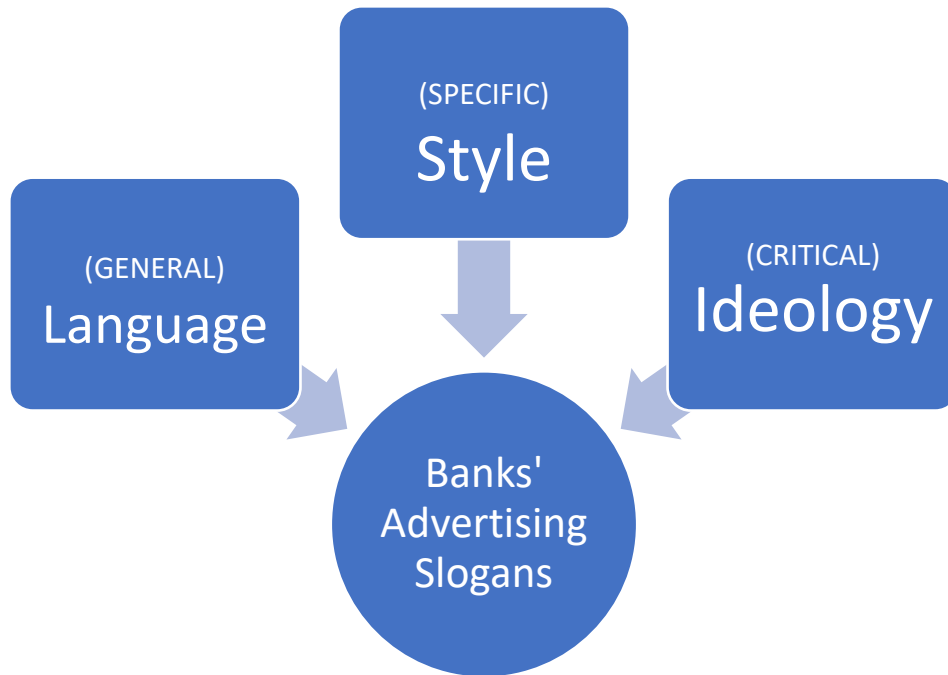 (GENERAL)
Language
(SPECIFIC)
Style
(CRITICAL)
Ideology
Banks'
Advertising
Slogans